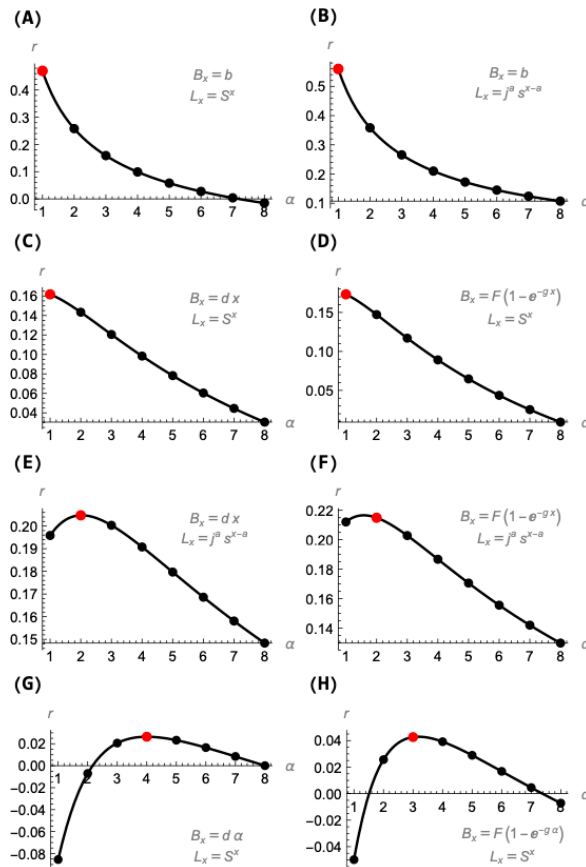 (A)
r
B_x = b
L_x = S^x
0.4
0.3
0.2
0.1
0.0
1 2 3 4 5 6 7 8
α
(B)
r
B_x = b
L_x = j^a s^{x-a}
0.5
0.4
0.3
0.2
0.1
1 2 3 4 5 6 7 8
(C)
r
B_x = d x
L_x = S^x
0.16
0.14
0.12
0.10
0.08
0.06
0.04
1 2 3 4 5 6 7 8
α
(D)
r
B_x = F(1-e^{-g x})
L_x = S^x
0.15
0.10
0.05
1 2 3 4 5 6 7 8
(E)
r
B_x = d x
L_x = j^a s^{x-a}
0.20
0.19
0.18
0.17
0.16
0.15
1 2 3 4 5 6 7 8
α
(F)
r
B_x = F(1-e^{-g x})
L_x = j^a s^{x-a}
0.22
0.20
0.18
0.16
0.14
1 2 3 4 5 6 7 8
(G)
r
0.02
0.00
-0.02
-0.04
-0.06
-0.08
1 2 3 4 5 6 7 8
α
B_x = d α
L_x = S^x
(H)
r
0.04
0.02
0.00
-0.02
-0.04
1 2 3 4 5 6 7 8
B_x = F(1-e^{-g α})
L_x = S^x